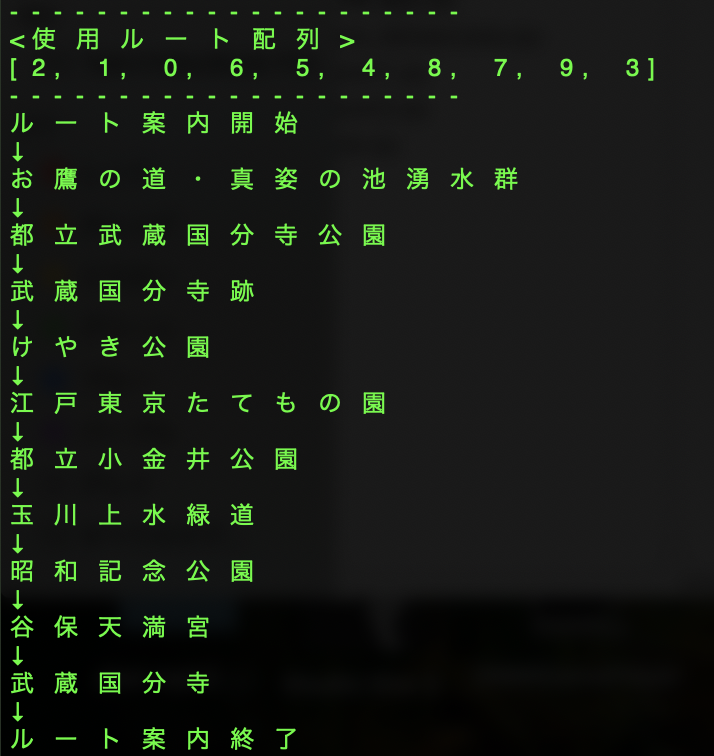 - - - - - - - - - - - - - - - - - - - - -
<使用ルート配列>
[2, 1, 0, 6, 5, 4, 8, 7, 9, 3]
- - - - - - - - - - - - - - - - - - - - -
ルート案内開始
↓
お鷹の道・真姿の池湧水群
↓
都立武蔵国分寺公園
↓
武蔵国分寺跡
↓
けやき公園
↓
江戸東京たてもの園
↓
都立小金井公園
↓
玉川上水緑道
↓
昭和記念公園
↓
谷保天満宮
↓
武蔵国分寺
↓
ルート案内終了